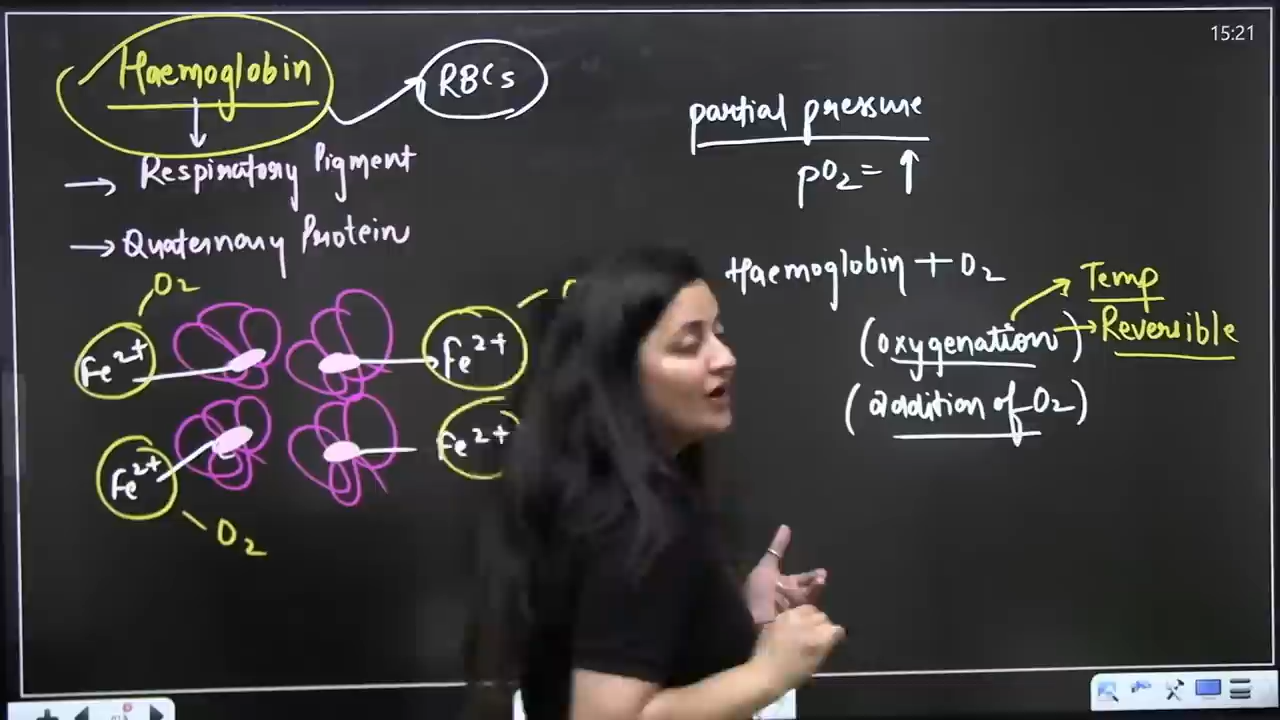 15:21
Haemoglobin
RBCs
Respiratory Pigment
Quaternary Protein
O2
Fe2+
Fe2+
Fe2+
Fe2+
O2
partial pressure
pO2 = ↑
Haemoglobin + O2
Temp
(oxygenation) → Reversible
(addition of O2)